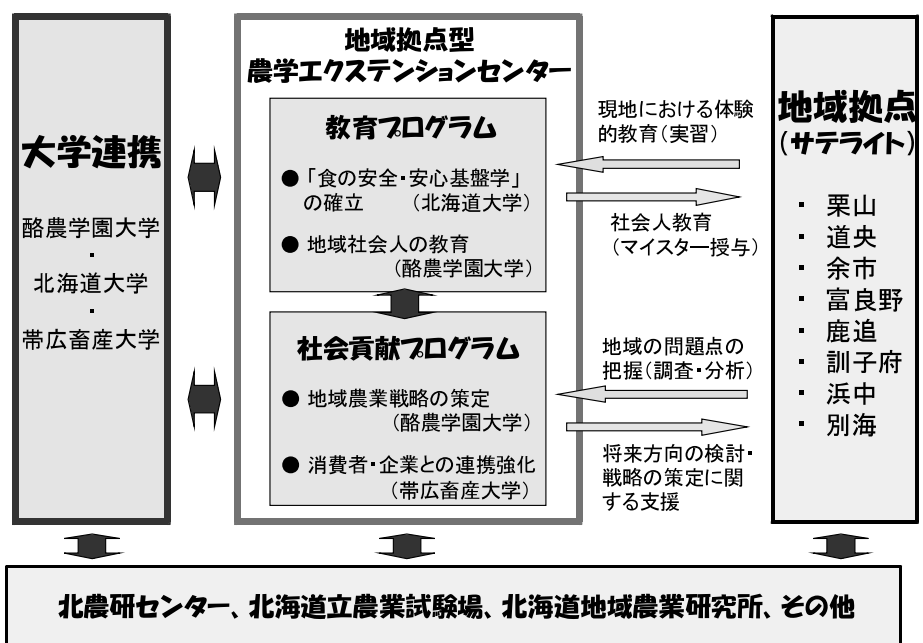 大学連携
酪農学園大学
・
北海道大学
・
帯広畜産大学
地域拠点型
農学エクステンションセンター
教育プログラム
● 「食の安全・安心基盤学」
の確立　（北海道大学）
● 地域社会人の教育
（酪農学園大学）
社会貢献プログラム
● 地域農業戦略の策定
（酪農学園大学）
● 消費者・企業との連携強化
（帯広畜産大学）
現地における体験
的教育（実習）
社会人教育
（マイスター授与）
地域の問題点の
把握（調査・分析）
将来方向の検討・
戦略の策定に関
する支援
地域拠点
（サテライト）
・ 栗山
・ 道央
・ 余市
・ 富良野
・ 鹿追
・ 訓子府
・ 浜中
・ 別海
北農研センター、北海道立農業試験場、北海道地域農業研究所、その他